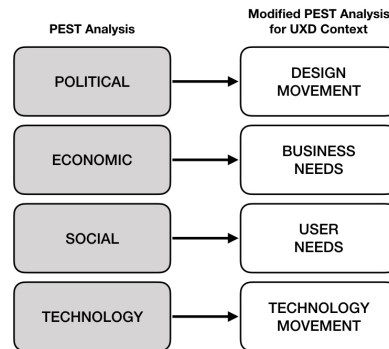 PEST Analysis
Modified PEST Analysis
for UXD Context
POLITICAL
DESIGN
MOVEMENT
ECONOMIC
BUSINESS
NEEDS
SOCIAL
USER
NEEDS
TECHNOLOGY
TECHNOLOGY
MOVEMENT